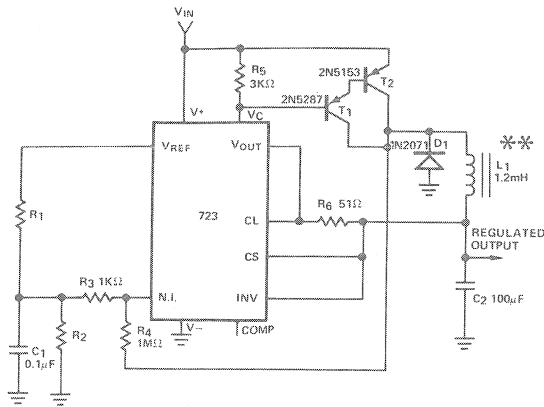 VIN
R5
3KΩ
2N5153
T2
2N5287
T1
V+
VC
VREF
VOUT
1N2071
D1
**
L1
1.2mH
R1
723
CL
R6 51Ω
REGULATED
OUTPUT
CS
R3 1KΩ
N.I.
INV
C2 100μF
R2
R4
1MΩ
V−
COMP
C1
0.1μF